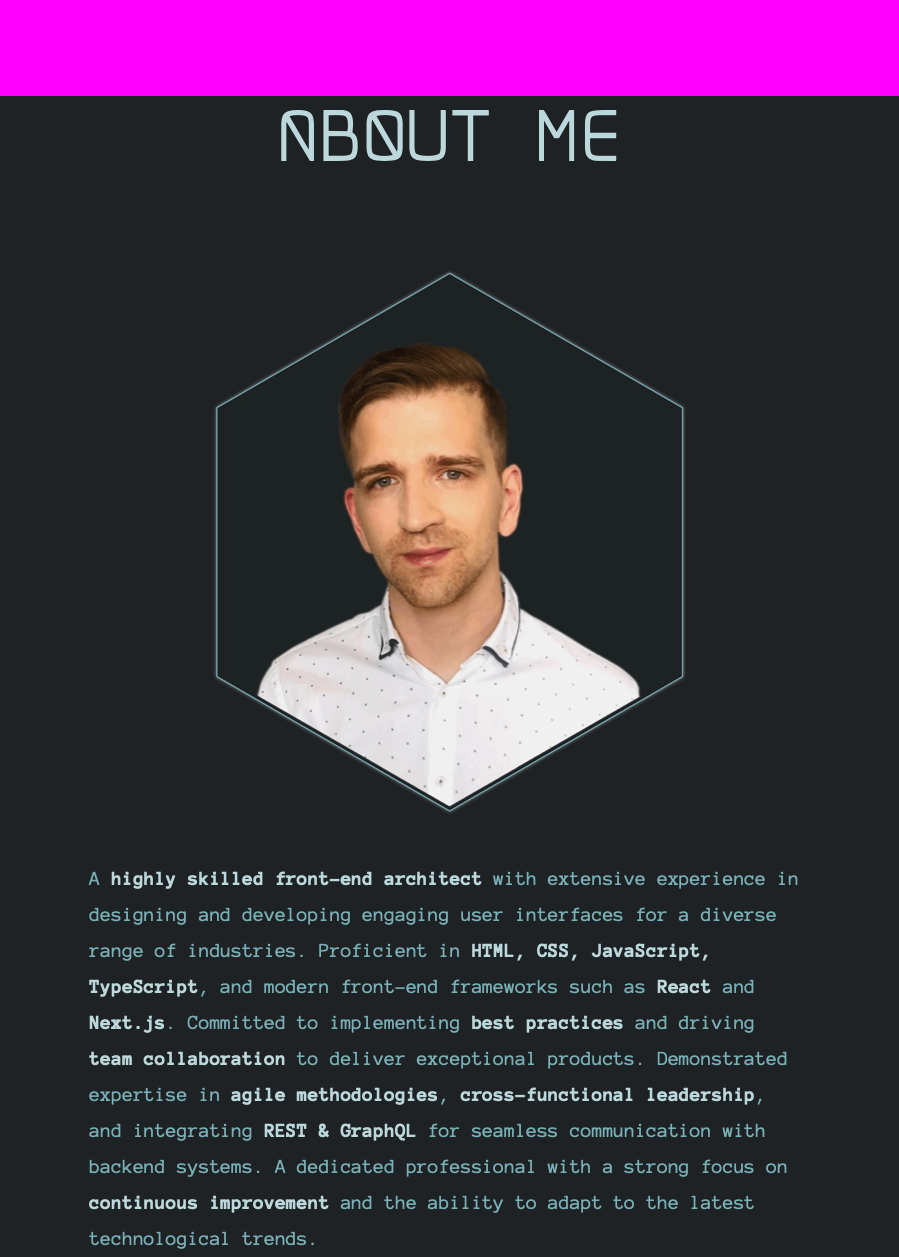 ABOUT ME
A highly skilled front-end architect with extensive experience in
designing and developing engaging user interfaces for a diverse
range of industries. Proficient in HTML, CSS, JavaScript,
TypeScript, and modern front-end frameworks such as React and
Next.js. Committed to implementing best practices and driving
team collaboration to deliver exceptional products. Demonstrated
expertise in agile methodologies, cross-functional leadership,
and integrating REST & GraphQL for seamless communication with
backend systems. A dedicated professional with a strong focus on
continuous improvement and the ability to adapt to the latest
technological trends.